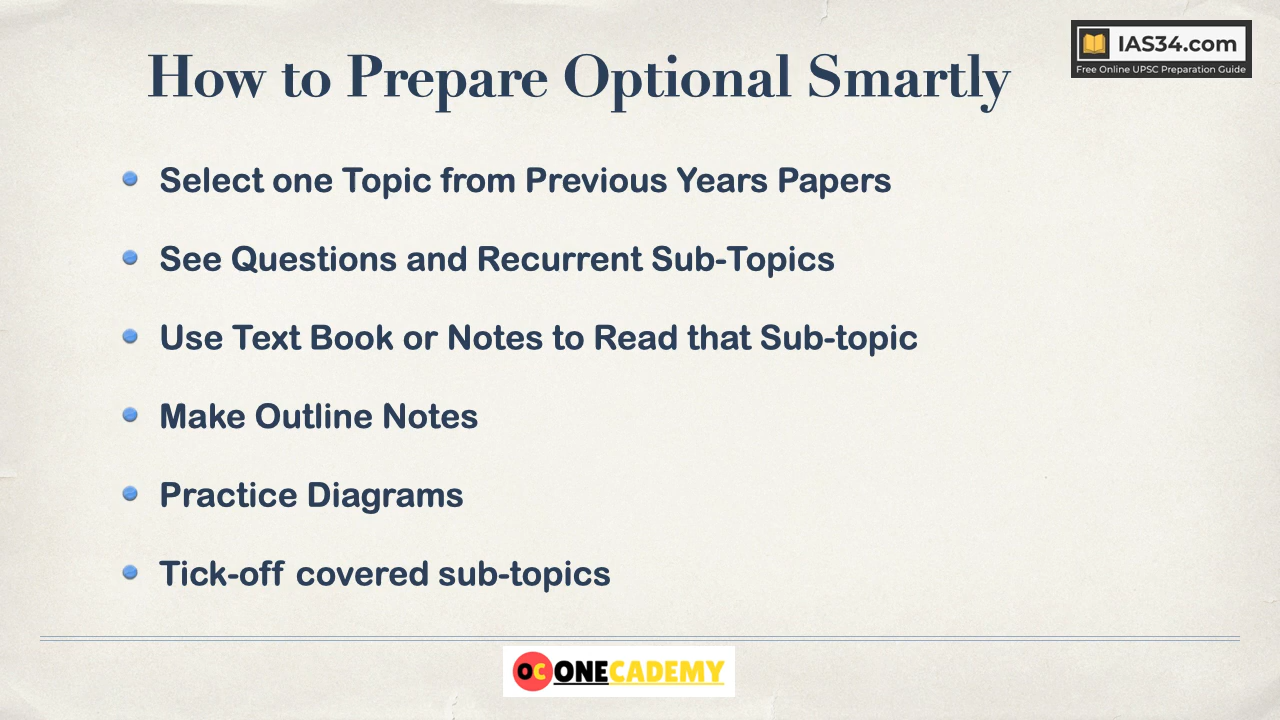 How to Prepare Optional Smartly
IAS34.com
Free Online UPSC Preparation Guide
Select one Topic from Previous Years Papers
See Questions and Recurrent Sub-Topics
Use Text Book or Notes to Read that Sub-topic
Make Outline Notes
Practice Diagrams
Tick-off covered sub-topics
OC ONECADEMY